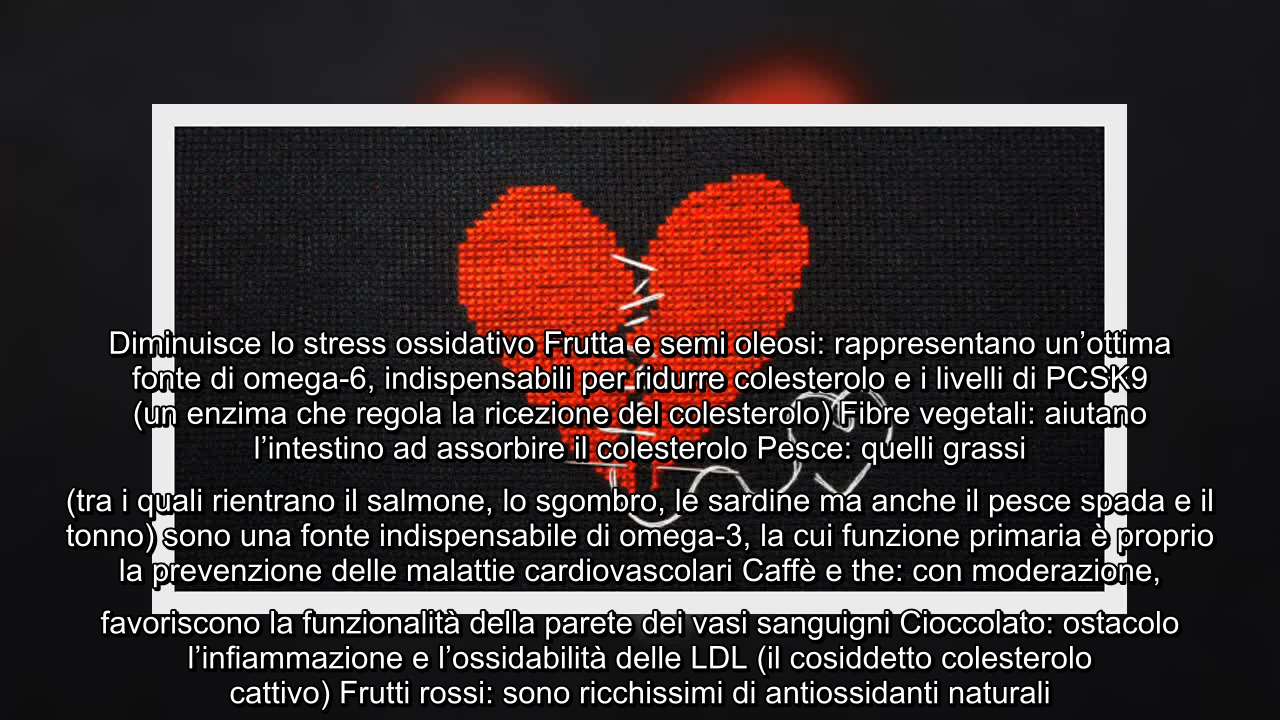 Diminuisce lo stress ossidativo Frutta e semi oleosi: rappresentano un’ottima
fonte di omega-6, indispensabili per ridurre colesterolo e i livelli di PCSK9
(un enzima che regola la ricezione del colesterolo) Fibre vegetali: aiutano
l’intestino ad assorbire il colesterolo Pesce: quelli grassi
(tra i quali rientrano il salmone, lo sgombro, le sardine ma anche il pesce spada e il
tonno) sono una fonte indispensabile di omega-3, la cui funzione primaria è proprio
la prevenzione delle malattie cardiovascolari Caffè e the: con moderazione,
favoriscono la funzionalità della parete dei vasi sanguigni Cioccolato: ostacolo
l’infiammazione e l’ossidabilità delle LDL (il cosiddetto colesterolo
cattivo) Frutti rossi: sono ricchissimi di antiossidanti naturali